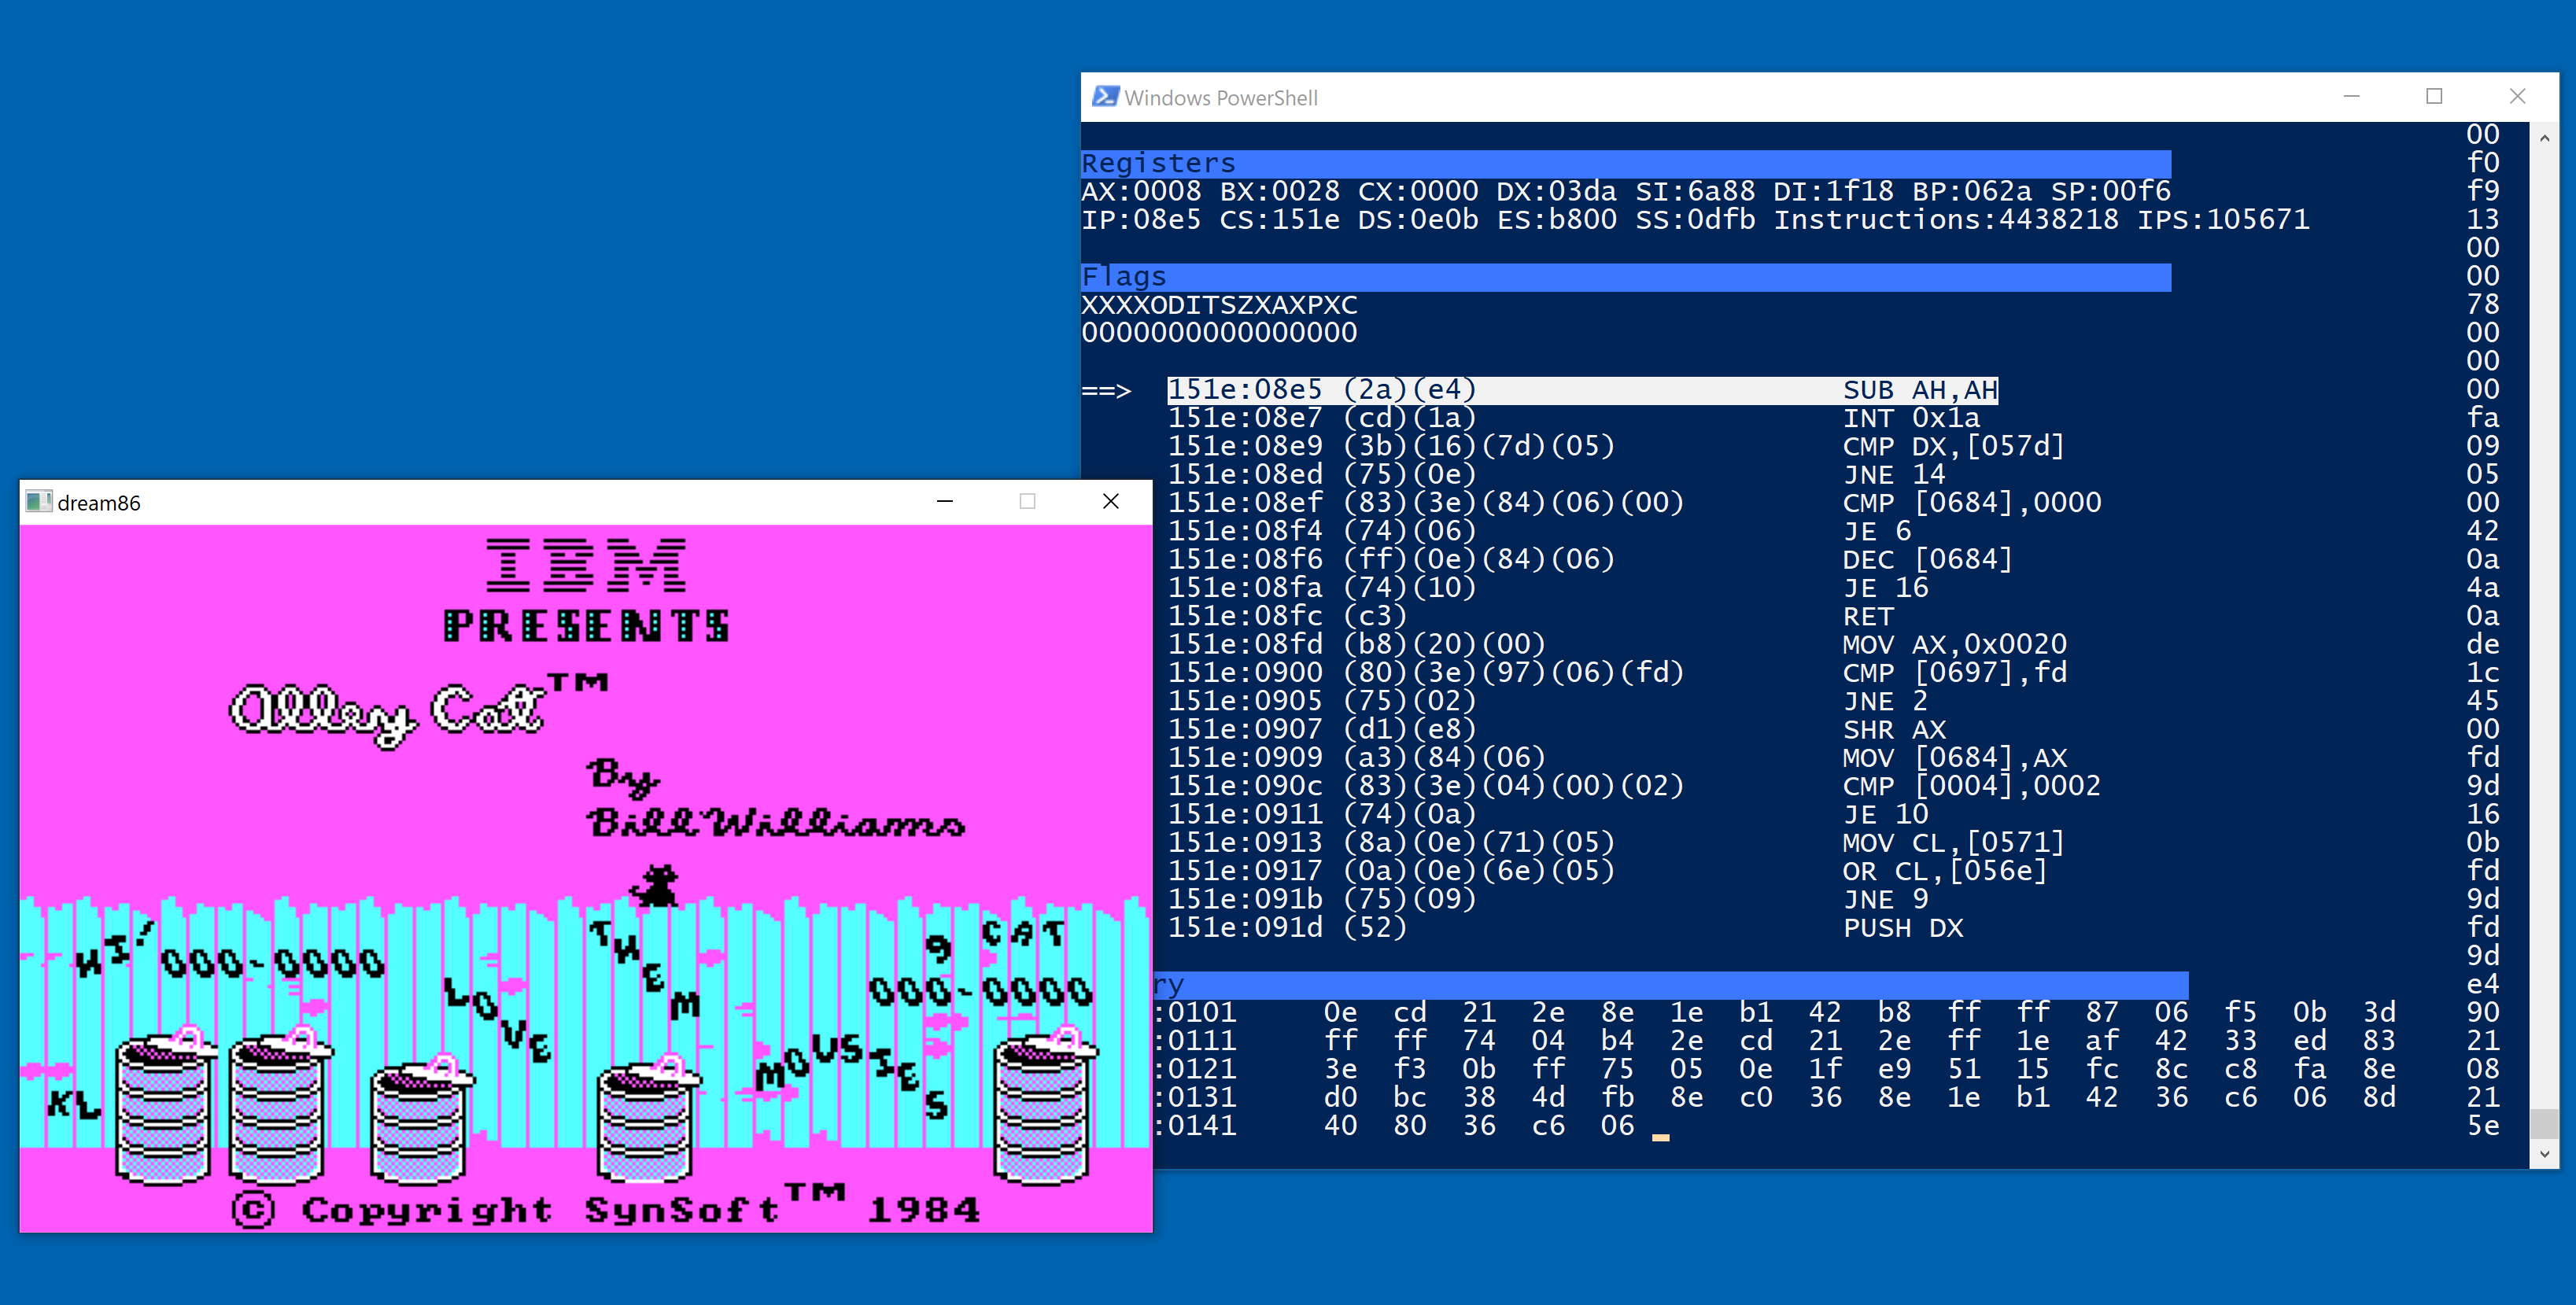 Windows PowerShell
00
Registers f0
AX:0008 BX:0028 CX:0000 DX:03da SI:6a88 DI:1f18 BP:062a SP:00f6 f9
IP:08e5 CS:151e DS:0e0b ES:b800 SS:0dfb Instructions:4438218 IPS:105671 13
00
Flags 00
XXXXODITSZXAXPXC 78
0000000000000000 00
00
==> 151e:08e5 (2a)(e4) SUB AH,AH 00
151e:08e7 (cd)(1a) INT 0x1a fa
151e:08e9 (3b)(16)(7d)(05) CMP DX,[057d] 09
151e:08ed (75)(0e) JNE 14 05
151e:08ef (83)(3e)(84)(06)(00) CMP [0684],0000 00
151e:08f4 (74)(06) JE 6 42
151e:08f6 (ff)(0e)(84)(06) DEC [0684] 0a
151e:08fa (74)(10) JE 16 4a
151e:08fc (c3) RET 0a
151e:08fd (b8)(20)(00) MOV AX,0x0020 de
151e:0900 (80)(3e)(97)(06)(fd) CMP [0697],fd 1c
151e:0905 (75)(02) JNE 2 45
151e:0907 (d1)(e8) SHR AX 00
151e:0909 (a3)(84)(06) MOV [0684],AX fd
151e:090c (83)(3e)(04)(00)(02) CMP [0004],0002 9d
151e:0911 (74)(0a) JE 10 16
151e:0913 (8a)(0e)(71)(05) MOV CL,[0571] 0b
151e:0917 (0a)(0e)(6e)(05) OR CL,[056e] fd
151e:091b (75)(09) JNE 9 9d
151e:091d (52) PUSH DX fd
9d
ry e4
:0101 0e cd 21 2e 8e 1e b1 42 b8 ff ff 87 06 f5 0b 3d 90
:0111 ff ff 74 04 b4 2e cd 21 2e ff 1e af 42 33 ed 83 21
:0121 3e f3 0b ff 75 05 0e 1f e9 51 15 fc 8c c8 fa 8e 08
:0131 d0 bc 38 4d fb 8e c0 36 8e 1e b1 42 36 c6 06 8d 21
:0141 40 80 36 c6 06 5e
dream86
IBM
PRESENTS
Alley Cat™
By
Bill Williams
HI! 000-0000
LOVE
THEM
9 CAT
000-0000
MOUSIES
KL
© Copyright SynSoft™ 1984